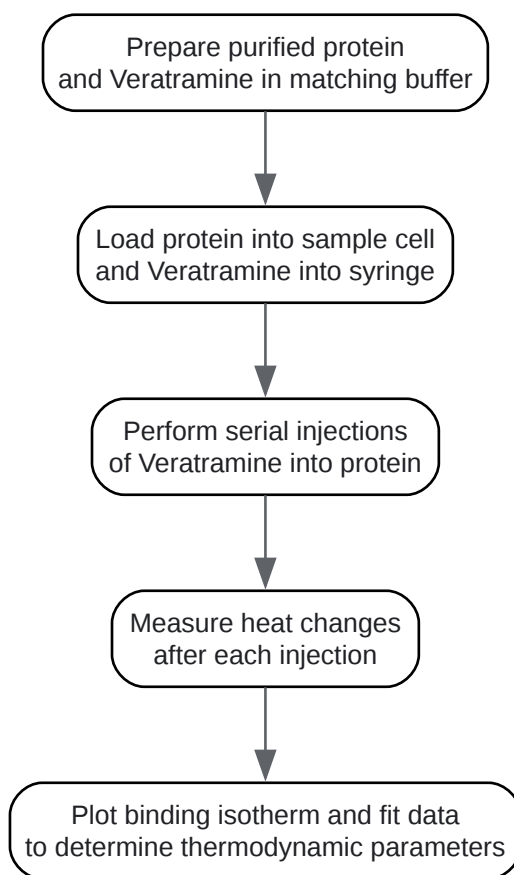 Prepare purified protein
and Veratramine in matching buffer
Load protein into sample cell
and Veratramine into syringe
Perform serial injections
of Veratramine into protein
Measure heat changes
after each injection
Plot binding isotherm and fit data
to determine thermodynamic parameters